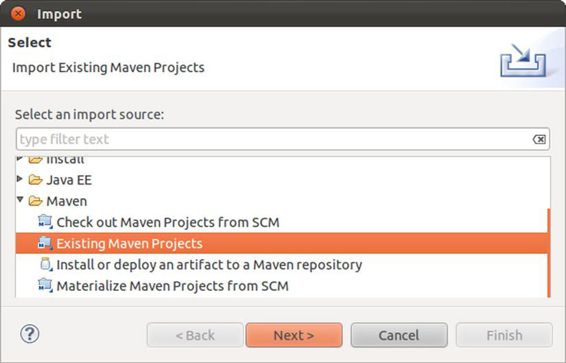 Import
Select
Import Existing Maven Projects
Select an import source:
type filter text
Install
Java EE
Maven
Check out Maven Projects from SCM
Existing Maven Projects
Install or deploy an artifact to a Maven repository
Materialize Maven Projects from SCM
? < Back Next > Cancel Finish